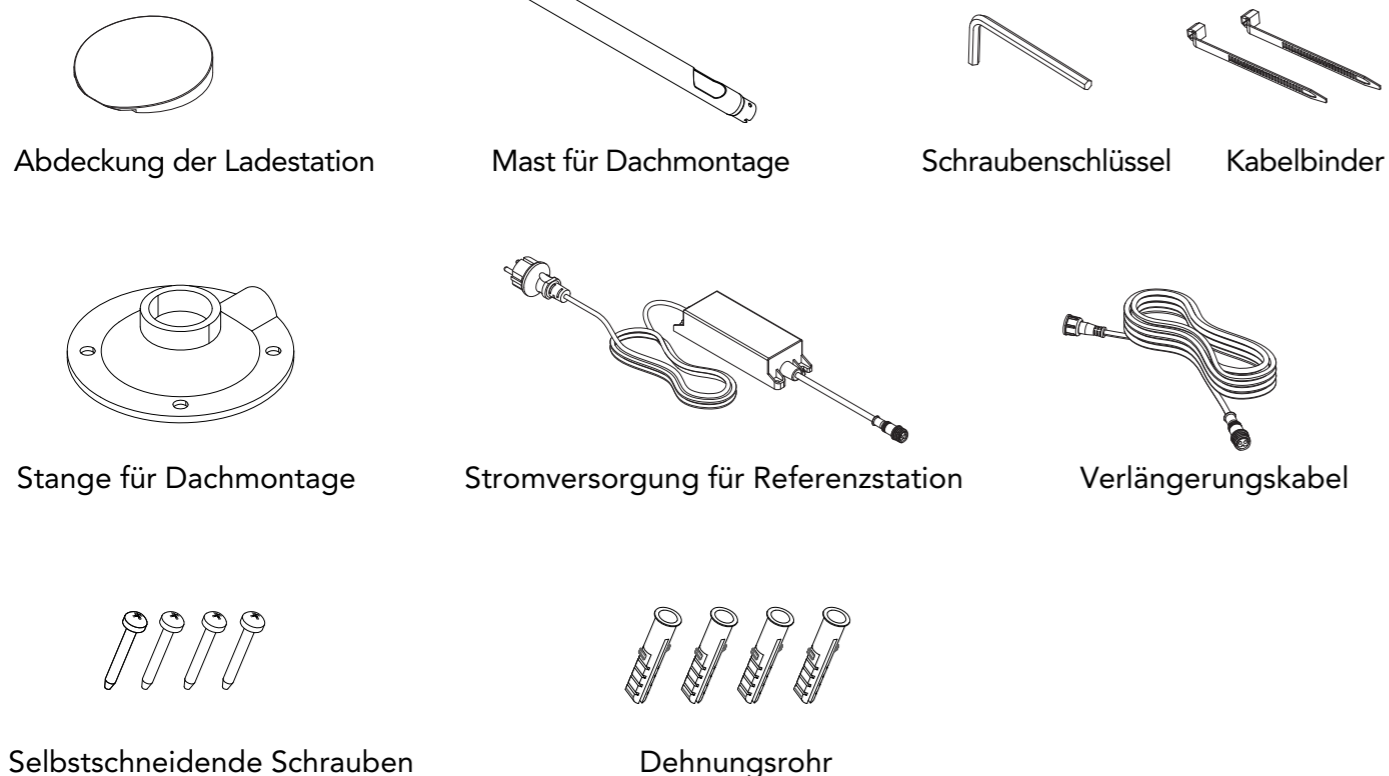 Abdeckung der Ladestation
Mast für Dachmontage
Schraubenschlüssel
Kabelbinder
Stange für Dachmontage
Stromversorgung für Referenzstation
Verlängerungskabel
Selbstschneidende Schrauben
Dehnungsrohr